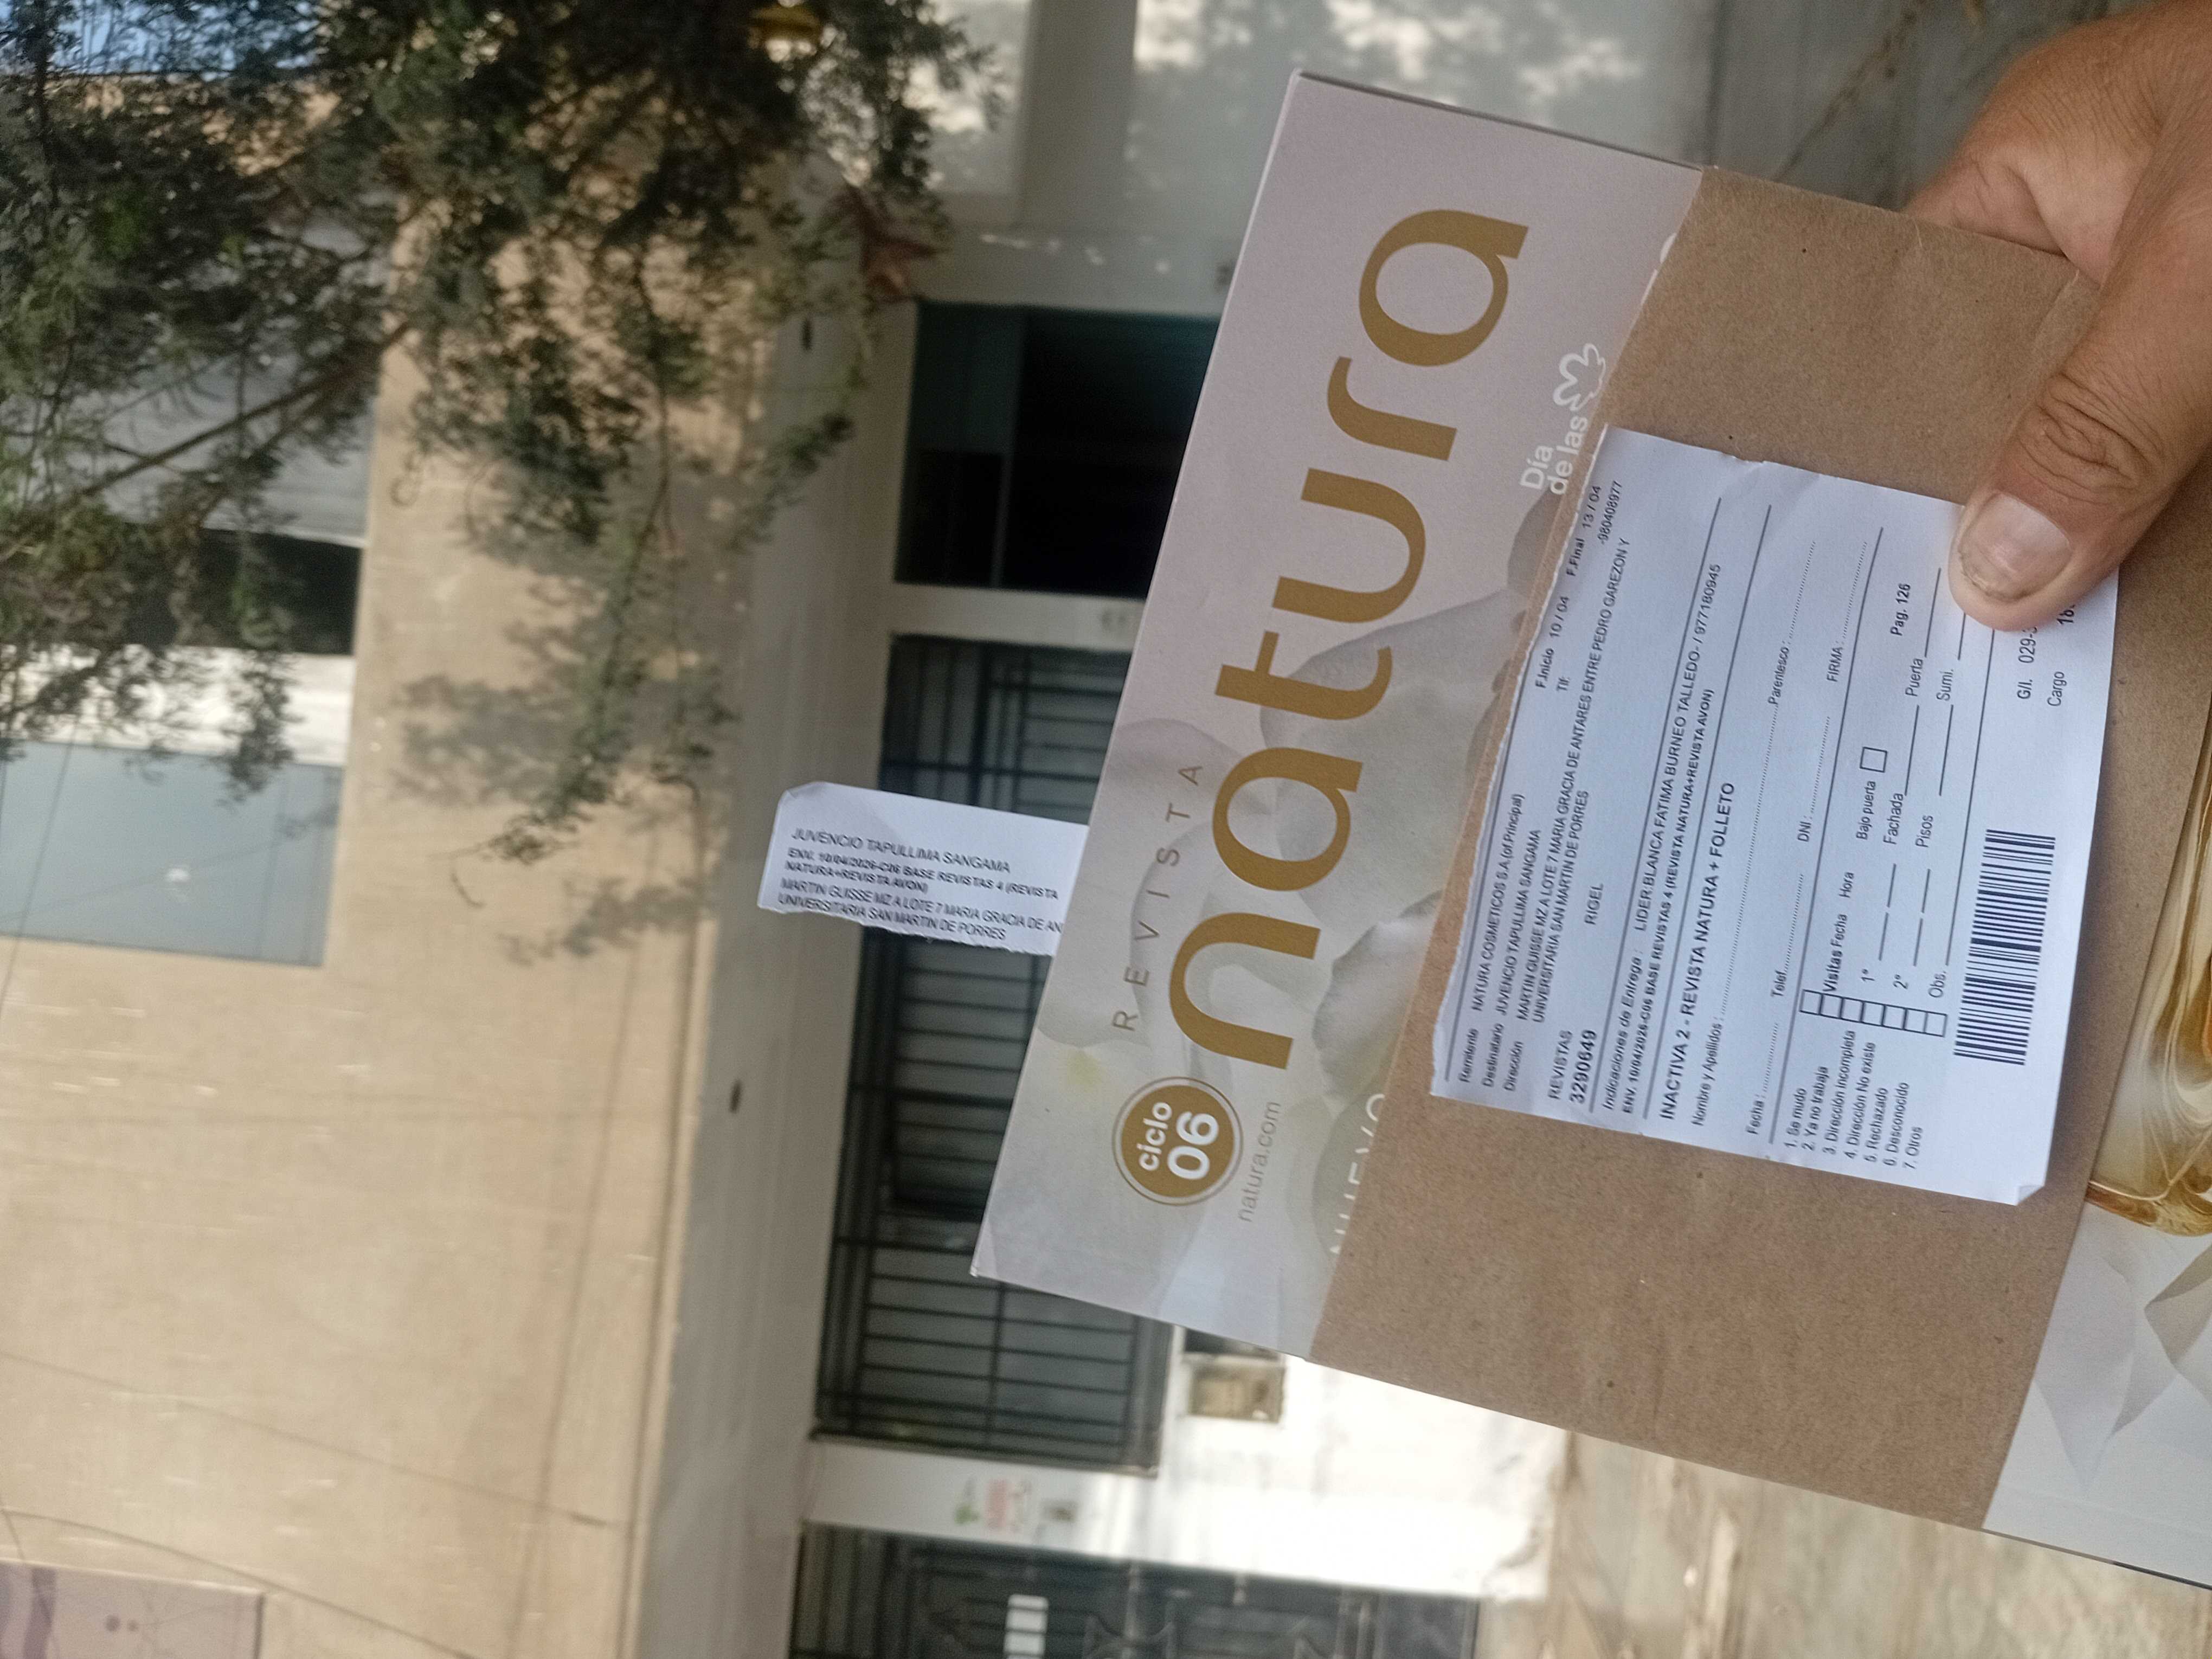 JUVENCIO TAPULLIMA SANGAMA
ENV. 10/04/2026-C06 BASE REVISTAS 4 (REVISTA
NATURA+REVISTA AVON)
MARTIN GUISSE MZ A LOTE 7 MARIA GRACIA DE AN
UNIVERSITARIA SAN MARTIN DE PORRES
REVISTA
natura
ciclo
06
natura.com
Día
de las
Remitente NATURA COSMETICOS S.A.(of Principal) F.Inicio 10 / 04 F.Final 13 / 04
Destinatario JUVENCIO TAPULLIMA SANGAMA Tlf: -980408977
Dirección MARTIN GUISSE MZ A LOTE 7 MARIA GRACIA DE ANTARES ENTRE PEDRO GAREZON Y
UNIVERSITARIA SAN MARTIN DE PORRES
REVISTAS RIGEL
3290649
Indicaciones de Entrega : LIDER:BLANCA FATIMA BURNEO TALLEDO- / 977180945
ENV. 10/04/2026-C06 BASE REVISTAS 4 (REVISTA NATURA+REVISTA AVON)
INACTIVA 2 - REVISTA NATURA + FOLLETO
Nombre y Apellidos : Parentesco :
Fecha : Telef. DNI : FIRMA :
1. Se mudo
2. Ya no trabaja
3. Dirección incompleta
4. Dirección No existe
5. Rechazado
6. Desconocido
7. Otros
Visitas Fecha Hora Bajo puerta Pag. 126
1º Fachada Puerta
2º Pisos Sumi.
Obs.
G/l. 029-3
Cargo